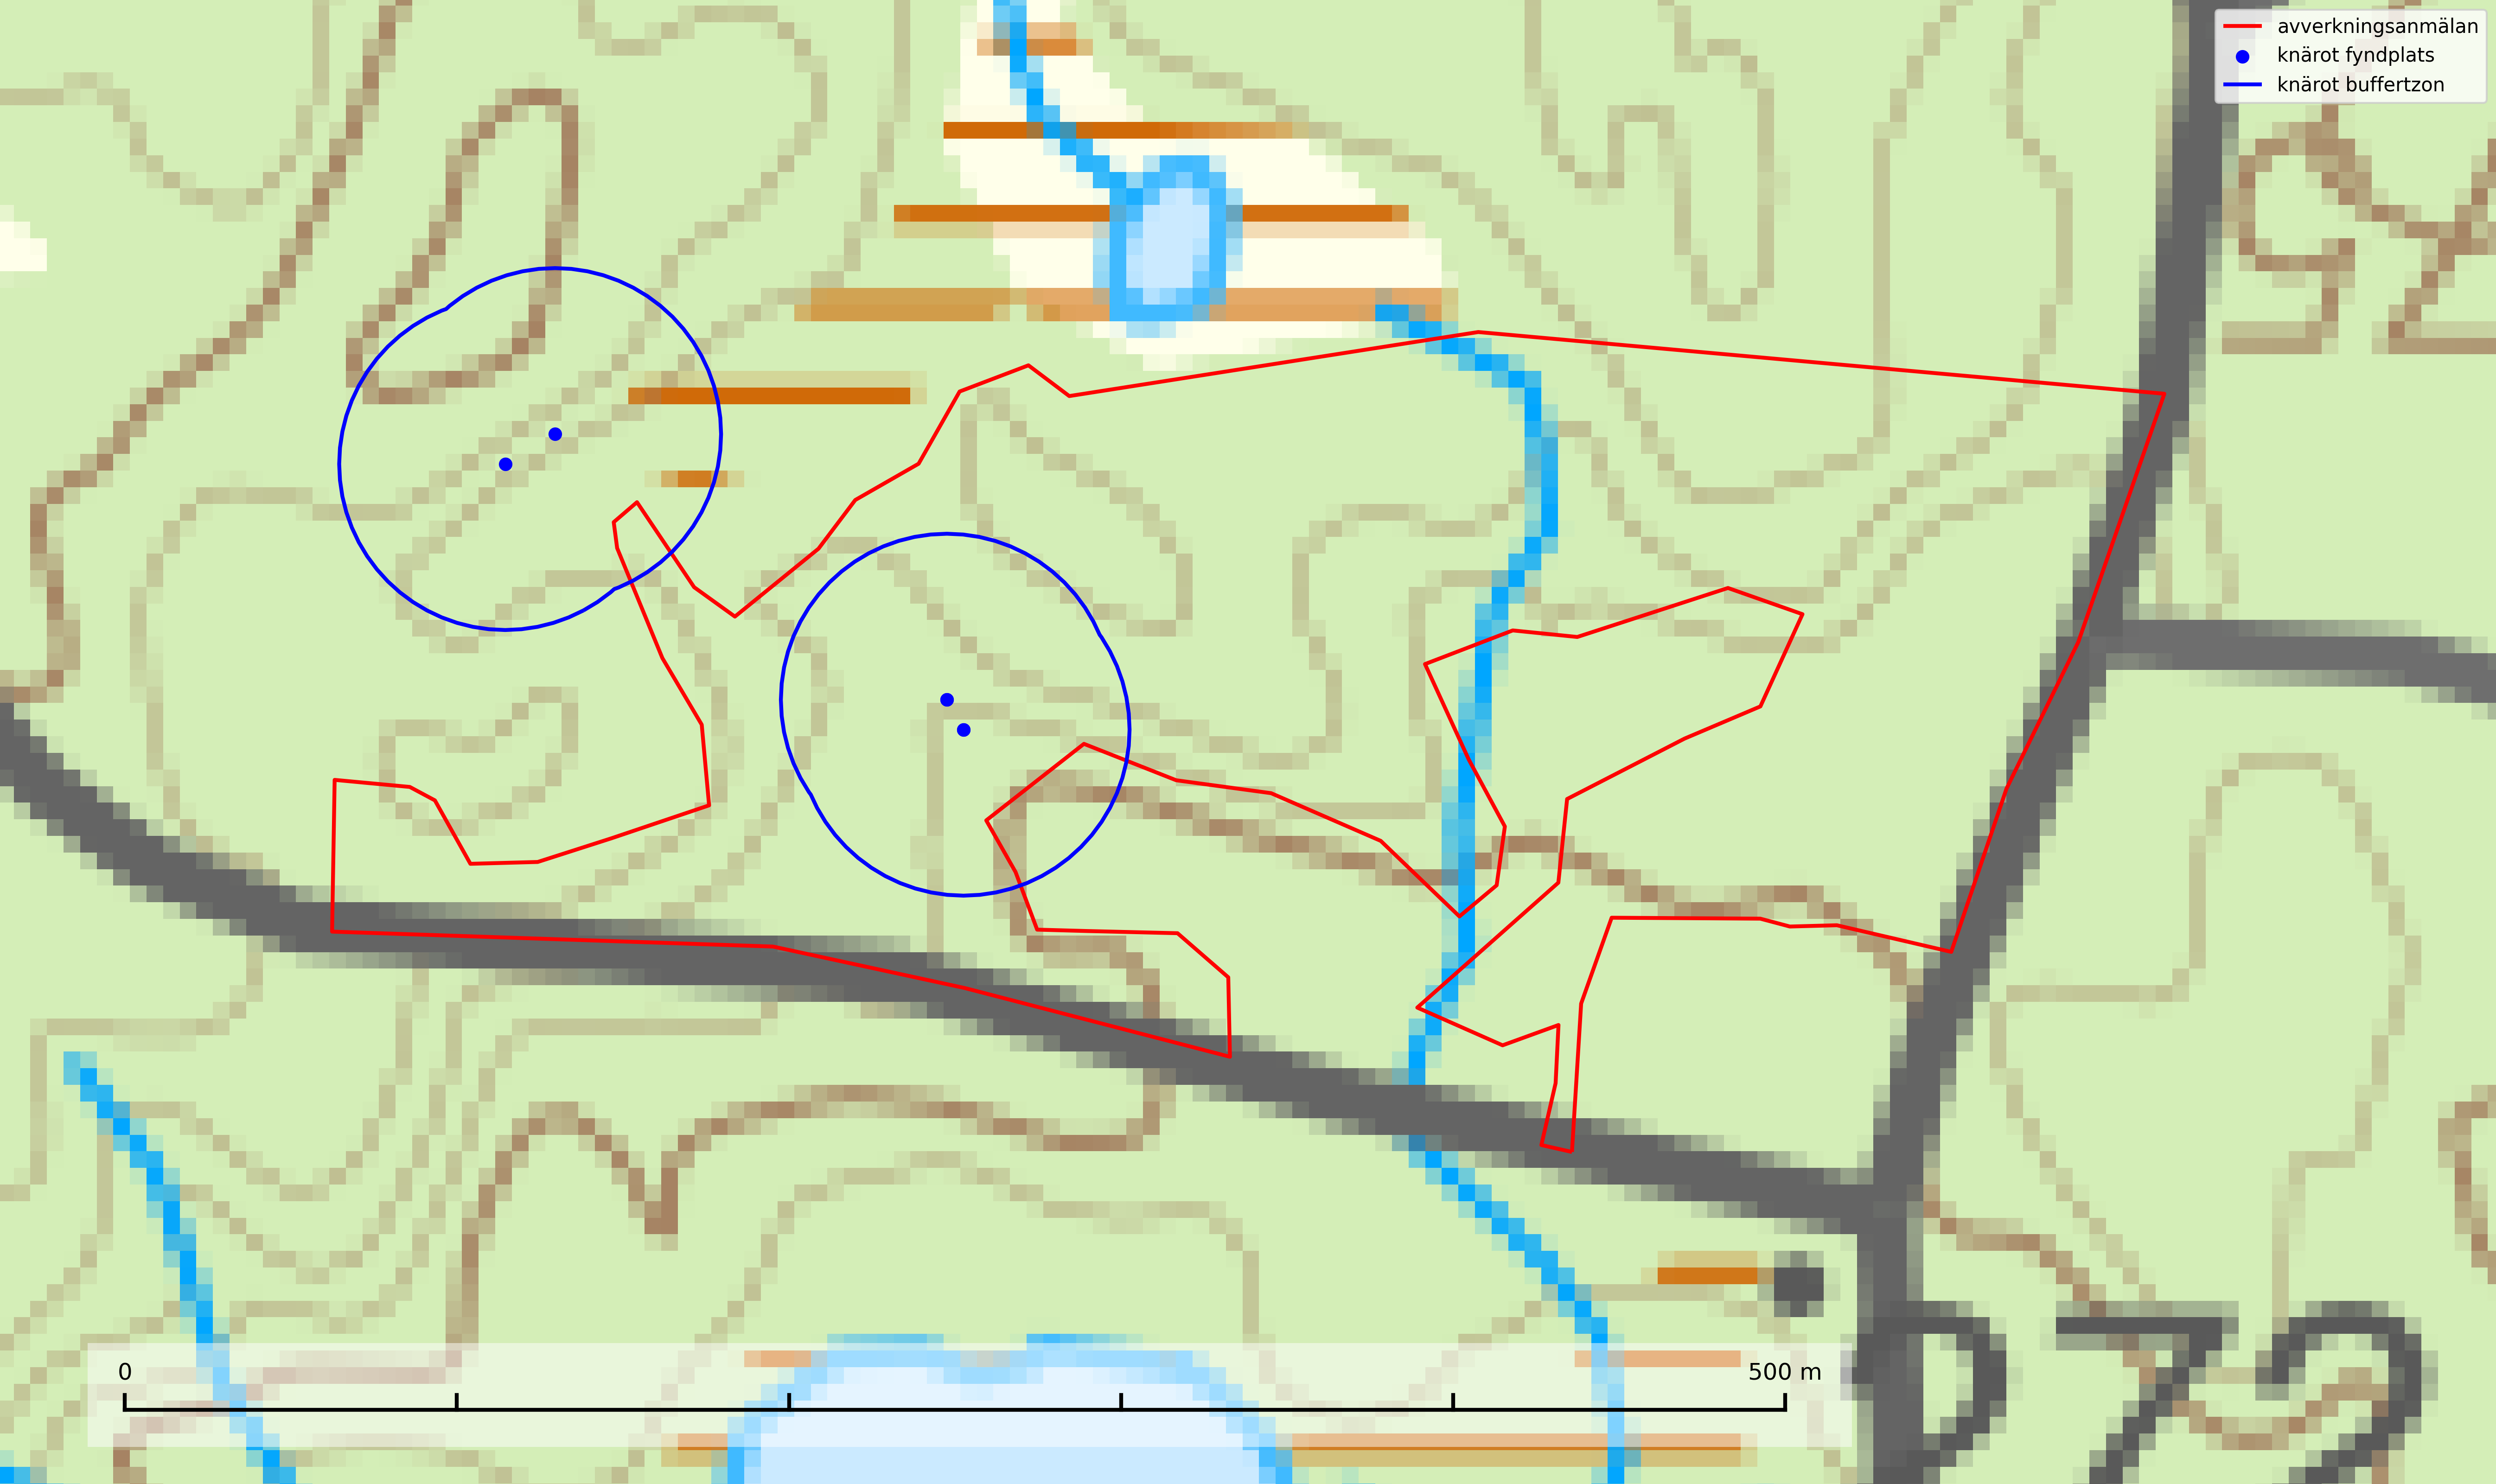 avverkningsanmälan
knärot fyndplats
knärot buffertzon
0 500 m